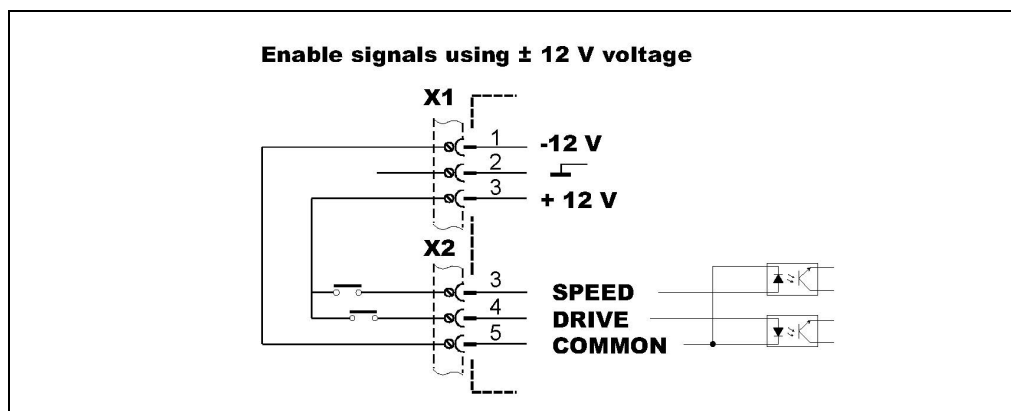 Enable signals using ± 12 V voltage
X1
1 -12 V
2
3 + 12 V
X2
3 SPEED
4 DRIVE
5 COMMON